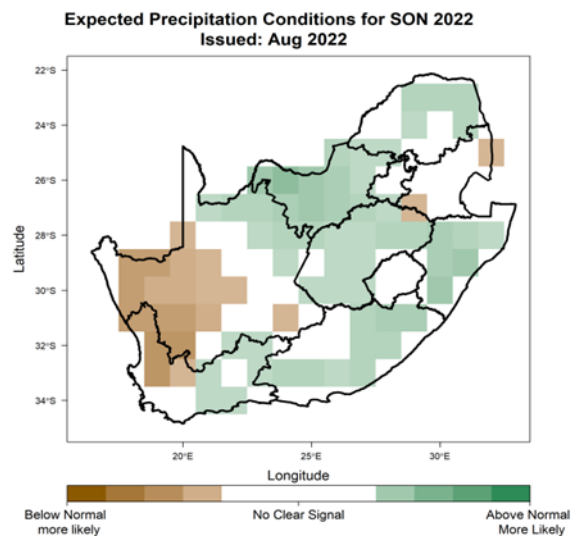 Expected Precipitation Conditions for SON 2022
Issued: Aug 2022
22°S
24°S
26°S
28°S
30°S
32°S
34°S
Latitude
20°E
25°E
30°E
Longitude
Below Normal
more likely
No Clear Signal
Above Normal
More Likely